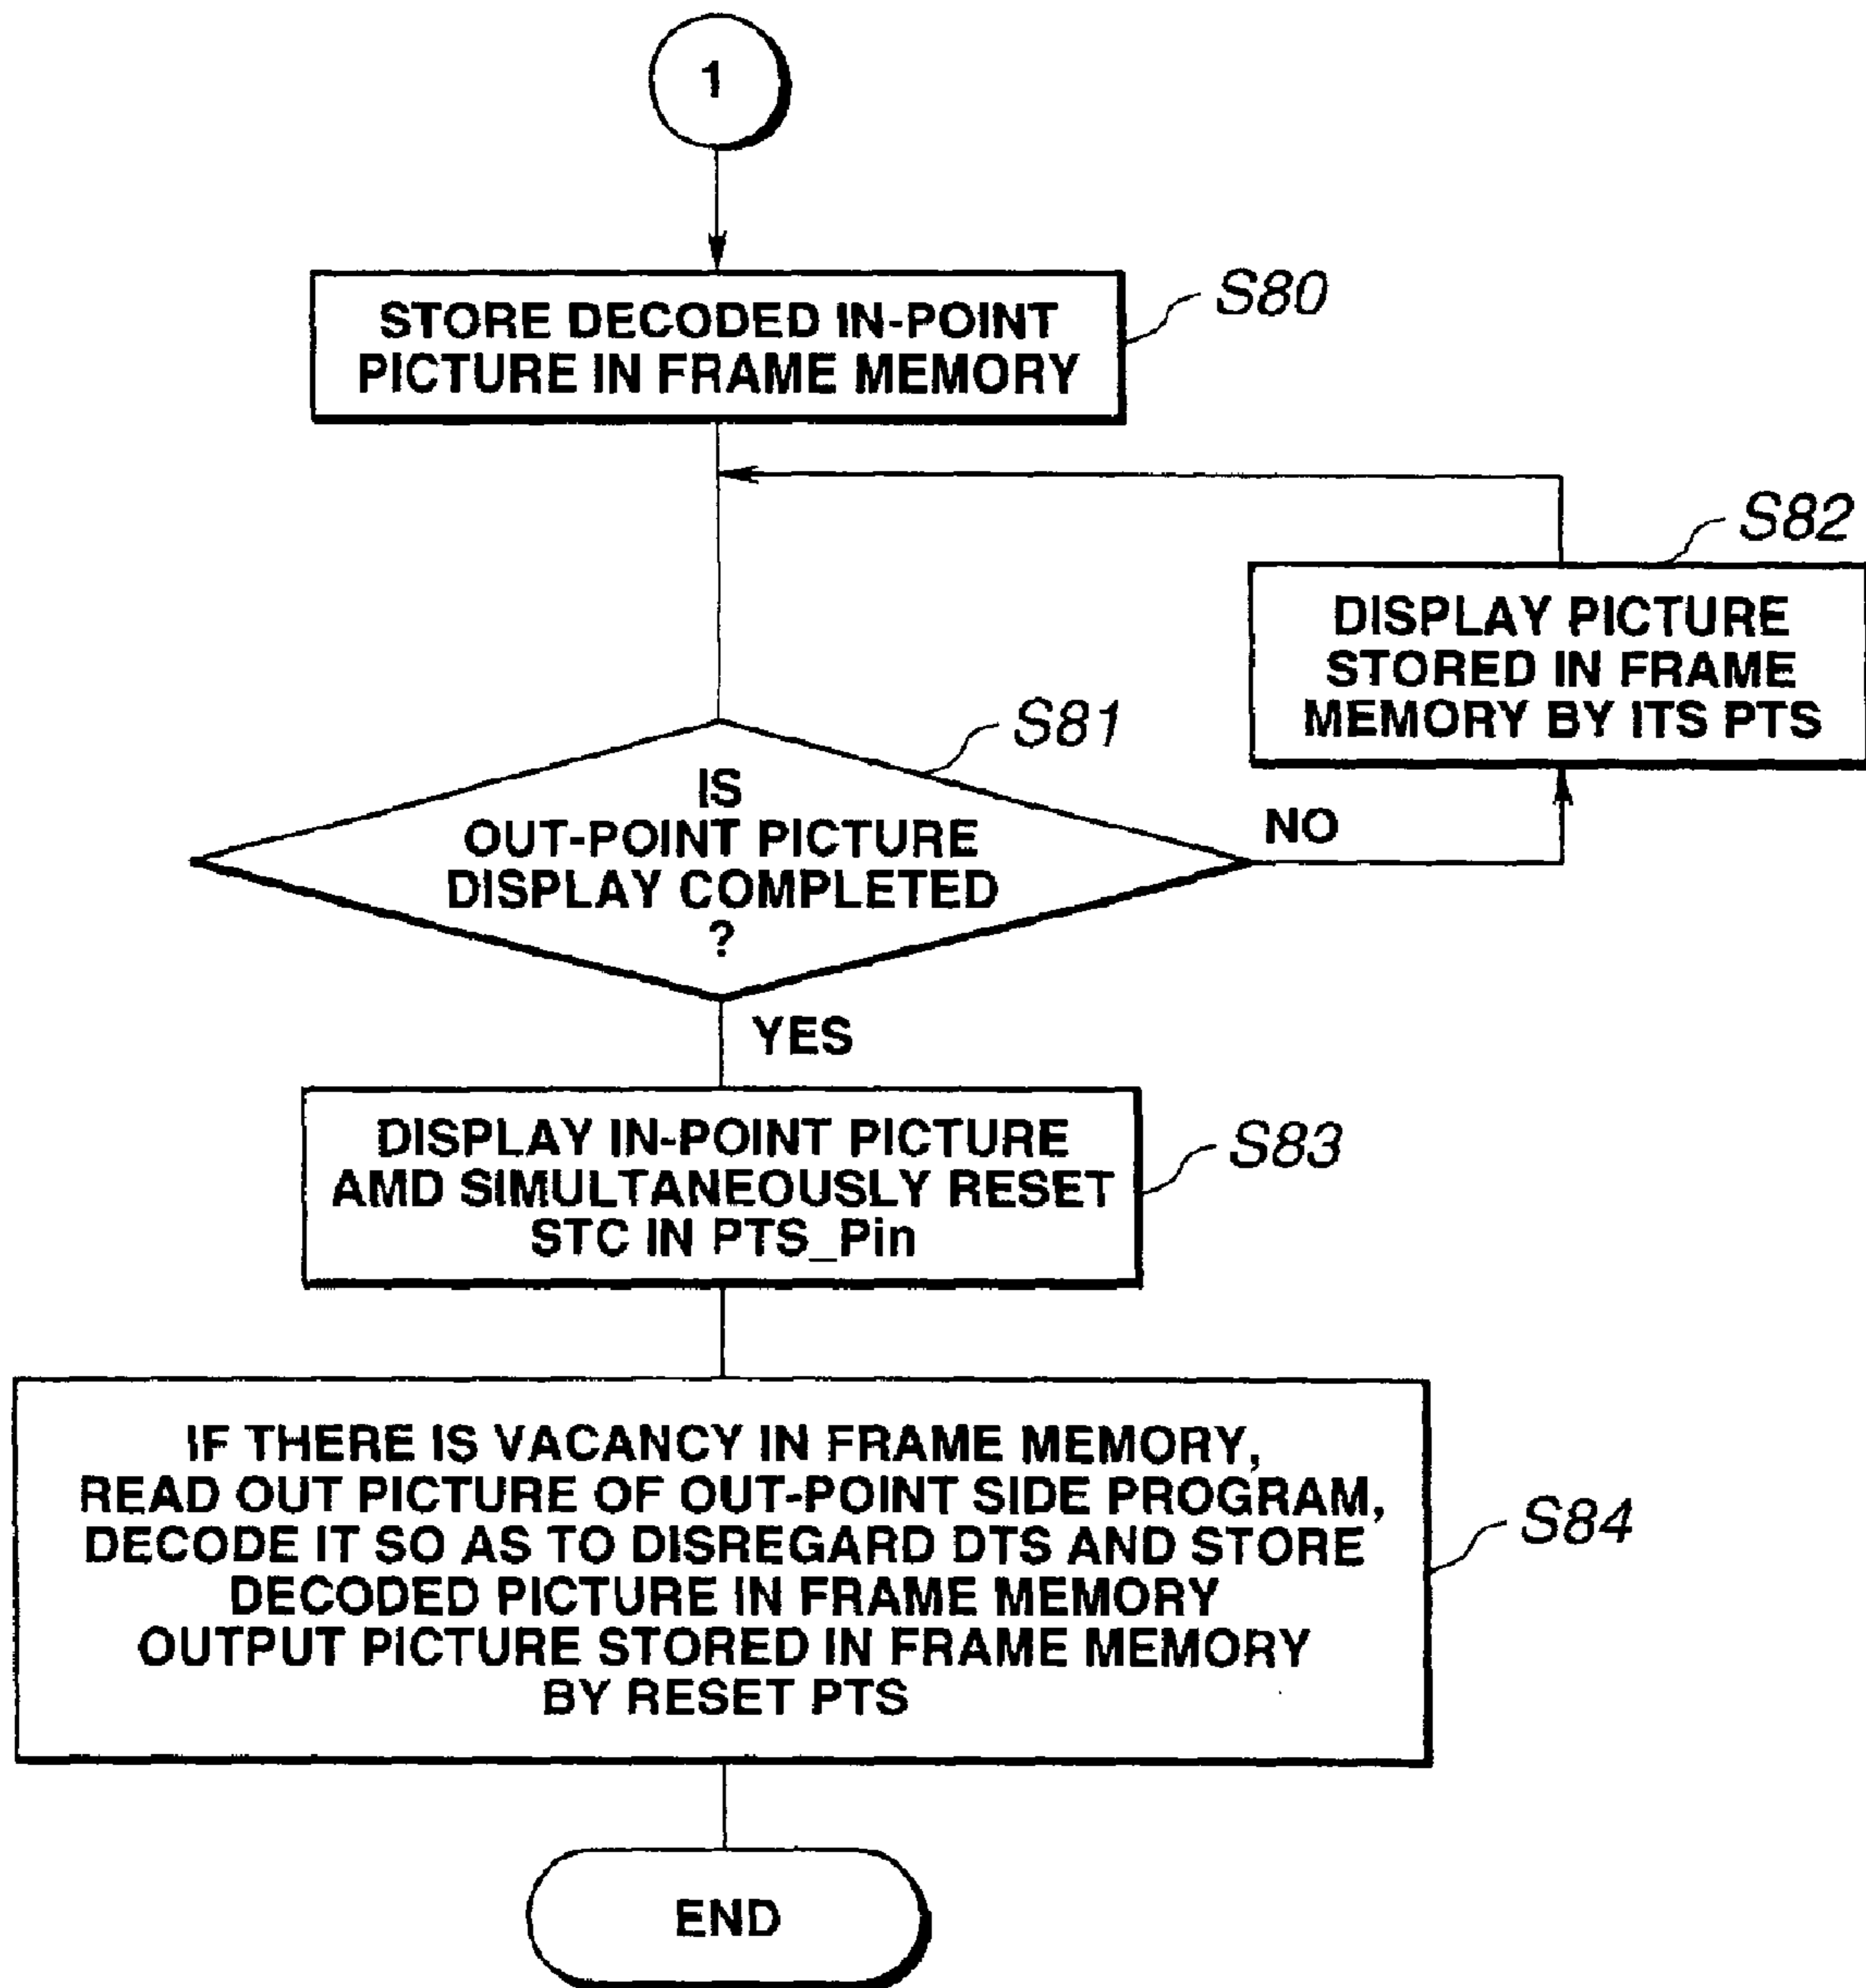 1
STORE DECODED IN-POINT
PICTURE IN FRAME MEMORY
S80
S82
DISPLAY PICTURE
STORED IN FRAME
MEMORY BY ITS PTS
S81
IS
OUT-POINT PICTURE
DISPLAY COMPLETED
?
NO
YES
DISPLAY IN-POINT PICTURE
AMD SIMULTANEOUSLY RESET
STC IN PTS_Pin
S83
IF THERE IS VACANCY IN FRAME MEMORY,
READ OUT PICTURE OF OUT-POINT SIDE PROGRAM,
DECODE IT SO AS TO DISREGARD DTS AND STORE
DECODED PICTURE IN FRAME MEMORY
OUTPUT PICTURE STORED IN FRAME MEMORY
BY RESET PTS
S84
END